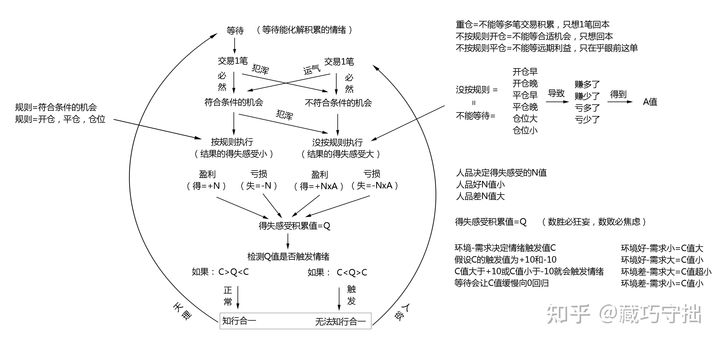 等待 （等待能化解积累的情绪）
重仓=不能等多笔交易积累，只想1笔回本
不按规则开仓=不能等合适机会，只想回本
不按规则平仓=不能等远期利益，只在乎眼前这单
交易1笔 交易1笔
犯浑 运气
必然 必然
符合条件的机会 不符合条件的机会
规则=符合条件的机会
规则=开仓，平仓，仓位
犯浑
按规则执行
（结果的得失感受小）
没按规则执行
（结果的得失感受大）
没按规则 =
=
不能等待=
开仓早
开仓晚
平仓早
平仓晚
仓位大
仓位小
导致
赚多了
赚少了
亏多了
亏少了
得到
A值
盈利 亏损 盈利 亏损
（得=+N） （失=-N） （得=+NxA） （失=-NxA）
人品决定得失感受的N值
人品好N值小
人品差N值大
得失感受积累值=Q
得失感受积累值=Q （数胜必狂妄，数败必焦虑）
检测Q值是否触发情绪
如果：C>Q<C 如果：C<Q>C
正常 触发
知行合一 无法知行合一
天理 人欲
环境-需求决定情绪触发值C
假设C的触发值为+10和-10
C值大于+10或C值小于-10就会触发情绪
等待会让C值缓慢向0回归
环境好-需求小=C值大
环境好-需求大=C值小
环境差-需求大=C值超小
环境差-需求小=C值小
知乎 @藏巧守拙